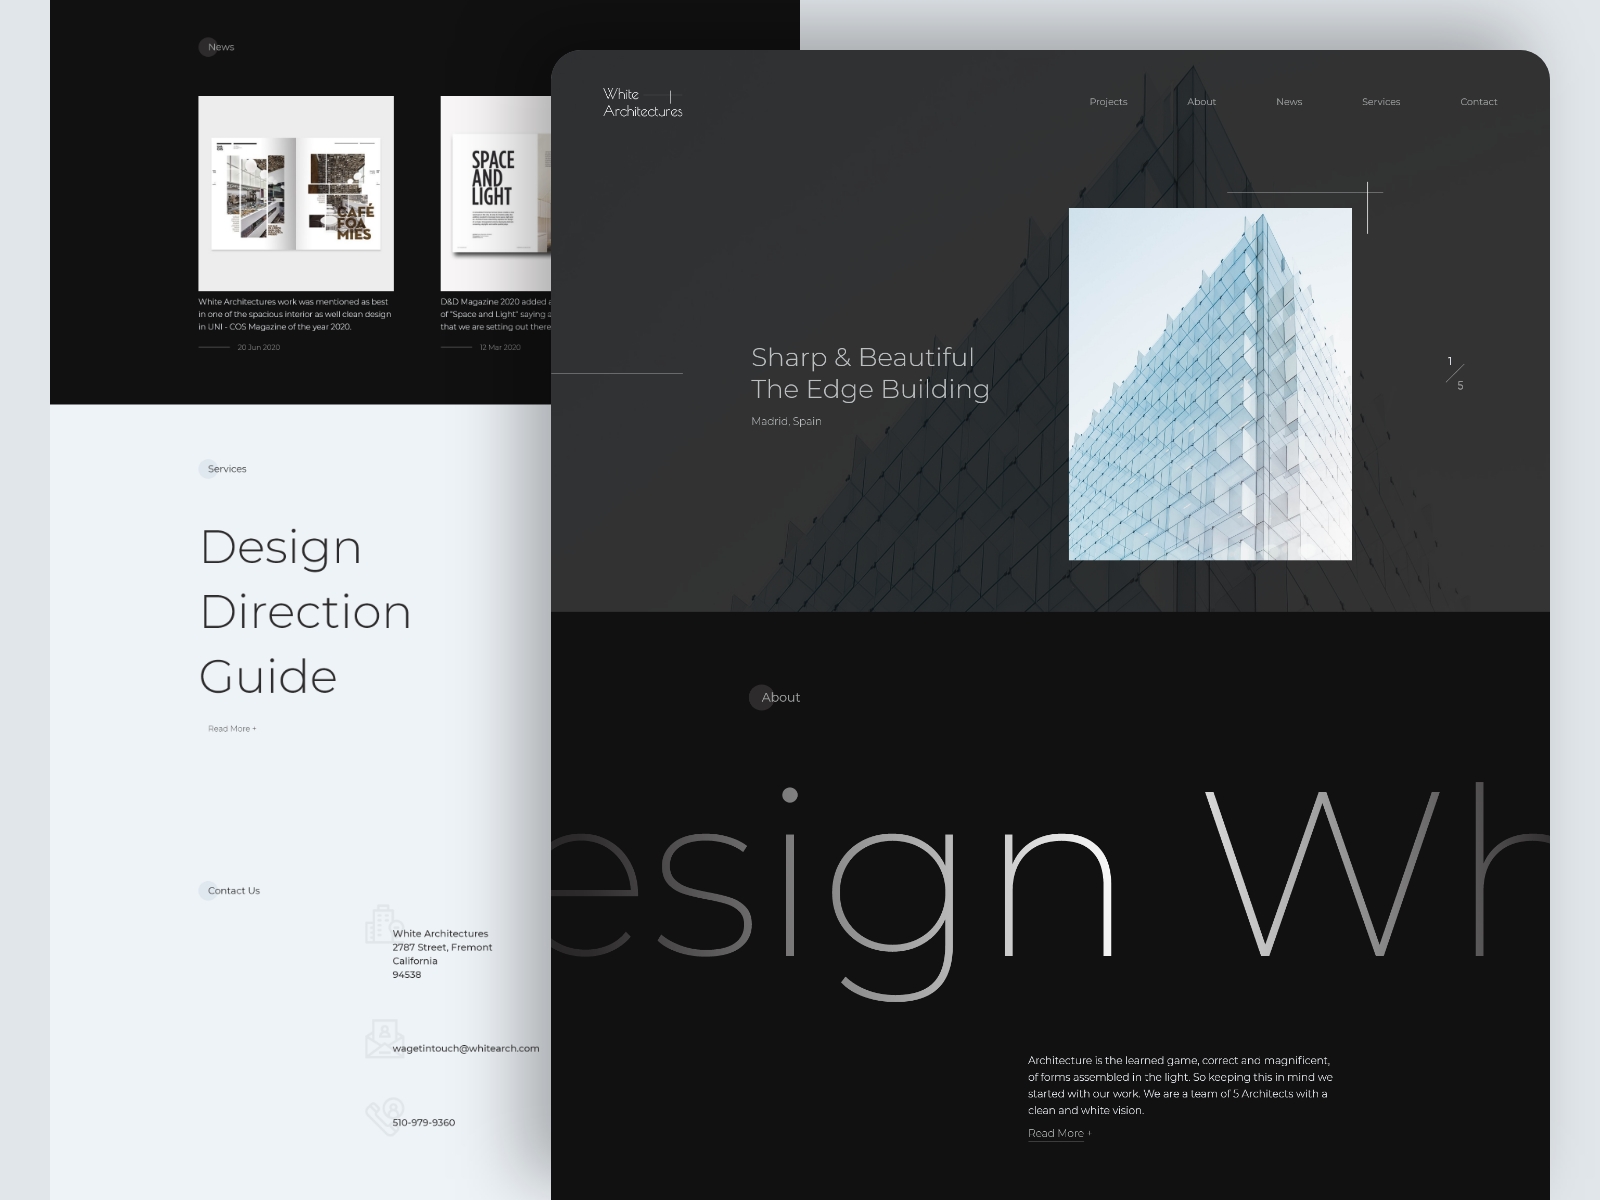 News
SPACE
AND
LIGHT
CAFÉ
FOA
MIES
White Architectures work was mentioned as best
in one of the spacious interior as well clean design
in UNI - COS Magazine of the year 2020.
20 Jun 2020
D&D Magazine 2020 added a
of "Space and Light" saying a
that we are setting out there
12 Mar 2020
Services
Design
Direction
Guide
Read More +
Contact Us
White Architectures
2787 Street, Fremont
California
94538
wagetintouch@whitearch.com
510-979-9360
White
Architectures
Projects About News Services Contact
Sharp & Beautiful
The Edge Building
Madrid, Spain
1
5
About
esign Wh
Architecture is the learned game, correct and magnificent,
of forms assembled in the light. So keeping this in mind we
started with our work. We are a team of 5 Architects with a
clean and white vision.
Read More +